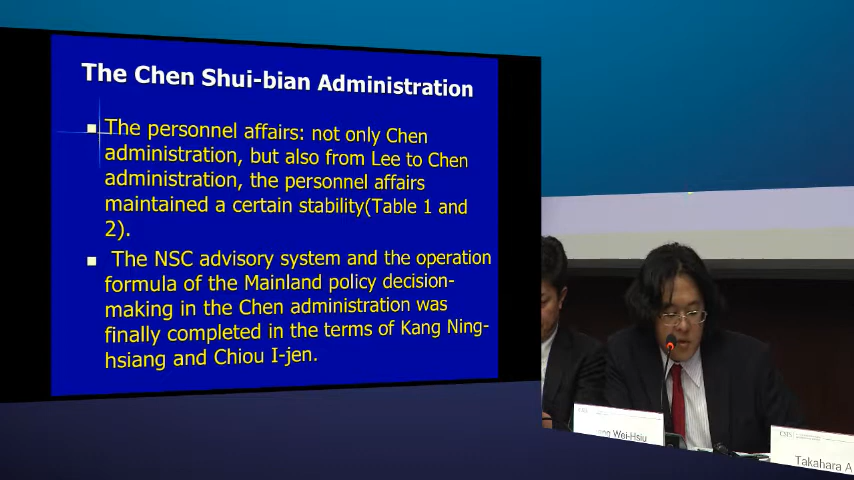 The Chen Shui-bian Administration
■ The personnel affairs: not only Chen
administration, but also from Lee to Chen
administration, the personnel affairs
maintained a certain stability(Table 1 and
2).
■ The NSC advisory system and the operation
formula of the Mainland policy decision-
making in the Chen administration was
finally completed in the terms of Kang Ning-
hsiang and Chiou I-jen.
CSIS
Wei-Hsiu
CSIS
Takahara A